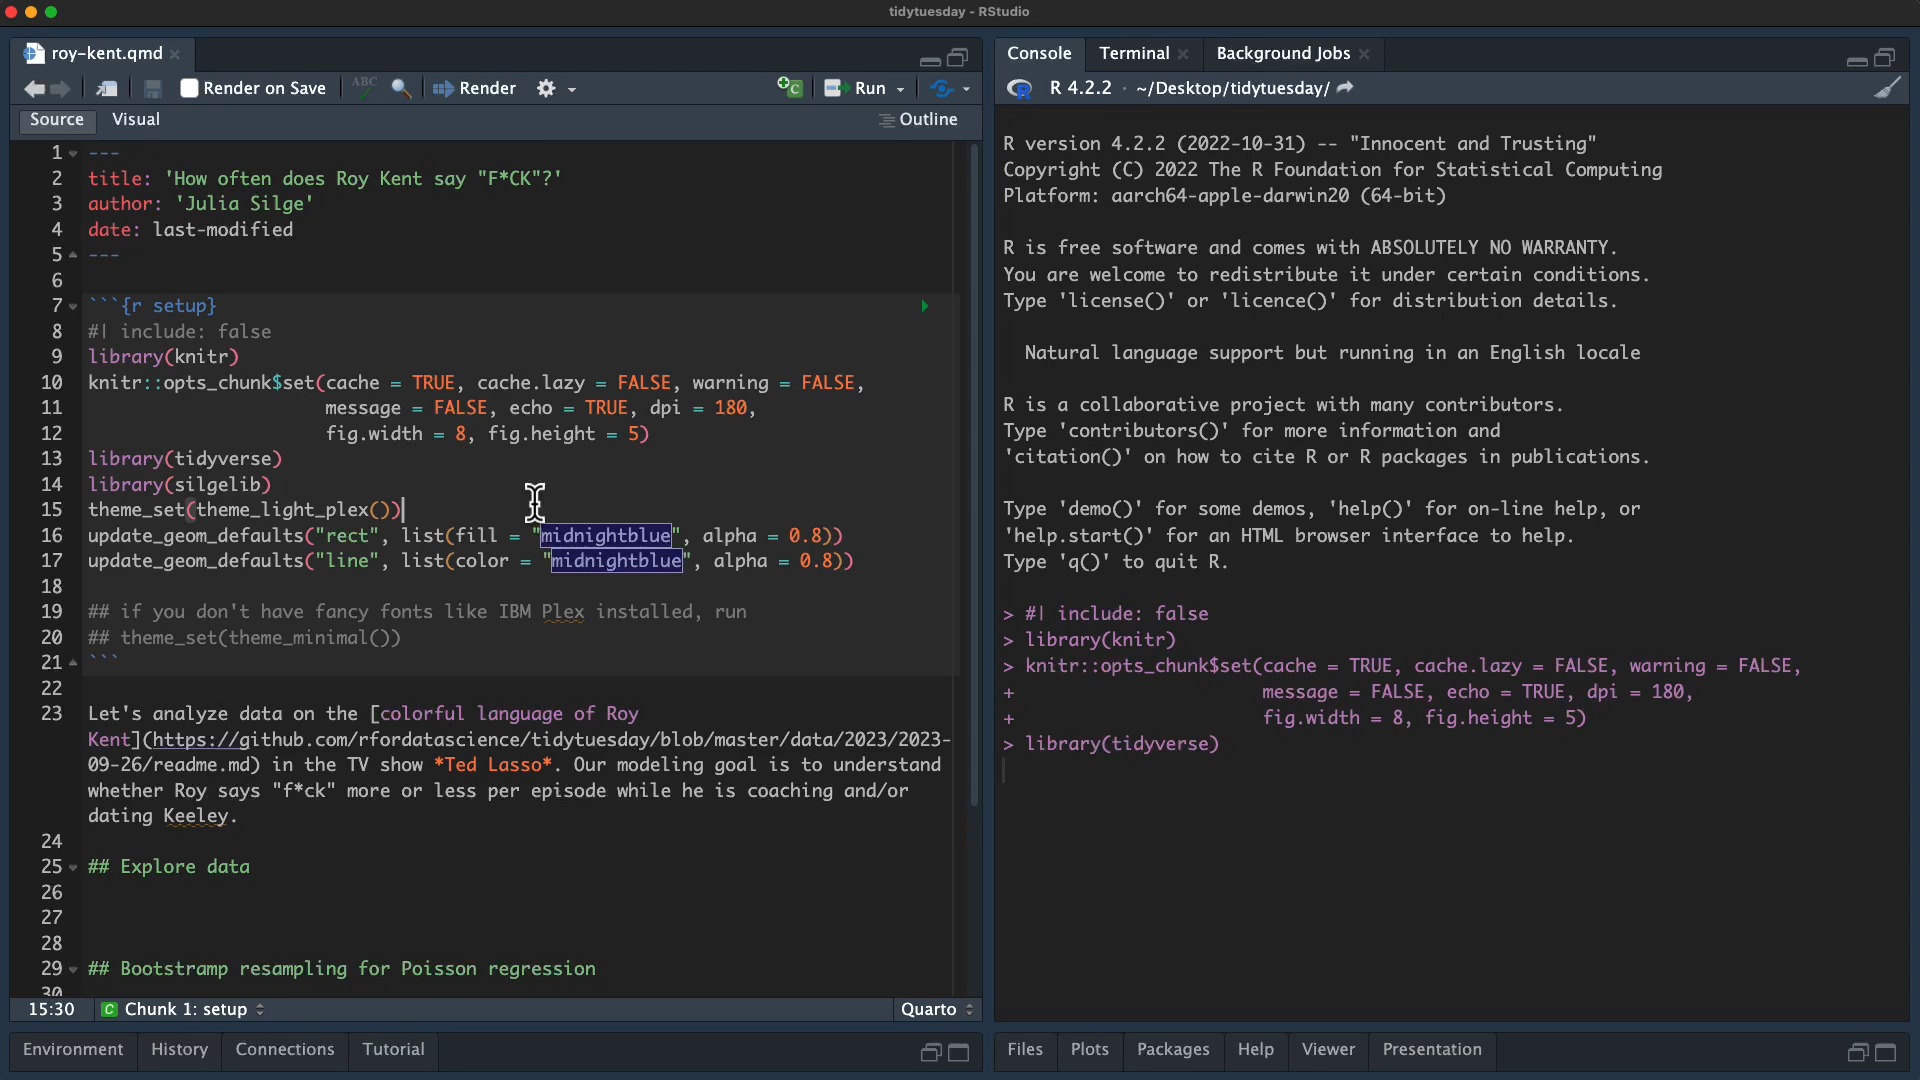 tidytuesday - RStudio
roy-kent.qmd
Render on Save
ABC
Render
Run
Source
Visual
Outline
1 ---
2 title: 'How often does Roy Kent say "F*CK"?'
3 author: 'Julia Silge'
4 date: last-modified
5 ---
6
7 ```{r setup}
8 #| include: false
9 library(knitr)
10 knitr::opts_chunk$set(cache = TRUE, cache.lazy = FALSE, warning = FALSE,
11 message = FALSE, echo = TRUE, dpi = 180,
12 fig.width = 8, fig.height = 5)
13 library(tidyverse)
14 library(silgelib)
15 theme_set(theme_light_plex())
16 update_geom_defaults("rect", list(fill = "midnightblue", alpha = 0.8))
17 update_geom_defaults("line", list(color = "midnightblue", alpha = 0.8))
18
19 ## if you don't have fancy fonts like IBM Plex installed, run
20 ## theme_set(theme_minimal())
21 ```
22
23 Let's analyze data on the [colorful language of Roy
Kent](https://github.com/rfordatascience/tidytuesday/blob/master/data/2023/2023-
09-26/readme.md) in the TV show *Ted Lasso*. Our modeling goal is to understand
whether Roy says "f*ck" more or less per episode while he is coaching and/or
dating Keeley.
24
25 ## Explore data
26
27
28
29 ## Bootstramp resampling for Poisson regression
30
15:30
C Chunk 1: setup
Quarto
Environment
History
Connections
Tutorial
Console
Terminal
Background Jobs
R 4.2.2 · ~/Desktop/tidytuesday/
R version 4.2.2 (2022-10-31) -- "Innocent and Trusting"
Copyright (C) 2022 The R Foundation for Statistical Computing
Platform: aarch64-apple-darwin20 (64-bit)
R is free software and comes with ABSOLUTELY NO WARRANTY.
You are welcome to redistribute it under certain conditions.
Type 'license()' or 'licence()' for distribution details.
Natural language support but running in an English locale
R is a collaborative project with many contributors.
Type 'contributors()' for more information and
'citation()' on how to cite R or R packages in publications.
Type 'demo()' for some demos, 'help()' for on-line help, or
'help.start()' for an HTML browser interface to help.
Type 'q()' to quit R.
> #| include: false
> library(knitr)
> knitr::opts_chunk$set(cache = TRUE, cache.lazy = FALSE, warning = FALSE,
+ message = FALSE, echo = TRUE, dpi = 180,
+ fig.width = 8, fig.height = 5)
> library(tidyverse)
Files
Plots
Packages
Help
Viewer
Presentation